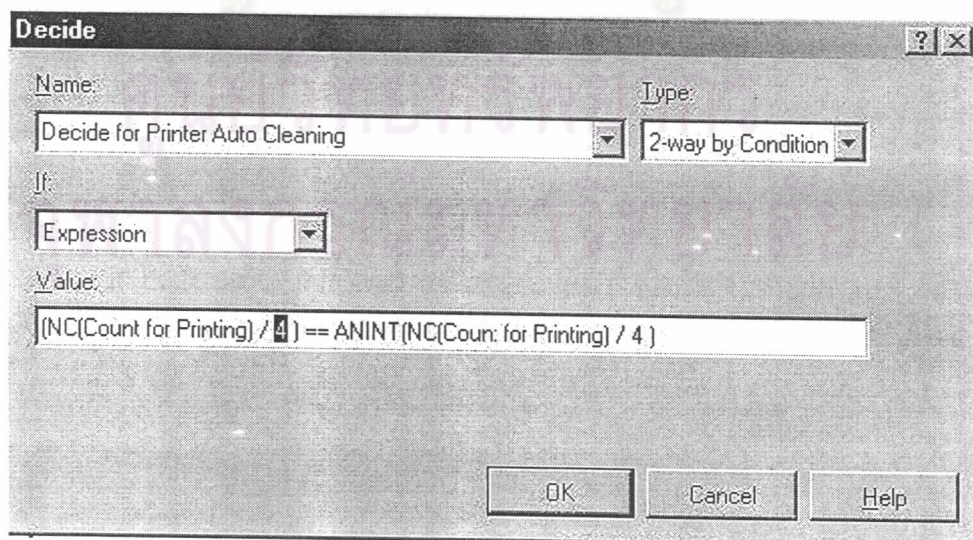 Decide ? X
Name: Type:
Decide for Printer Auto Cleaning 2-way by Condition
If:
Expression
Value:
(NC(Count for Printing) / 4 ) == ANINT(NC(Coun: for Printing) / 4 )
OK Cancel Help